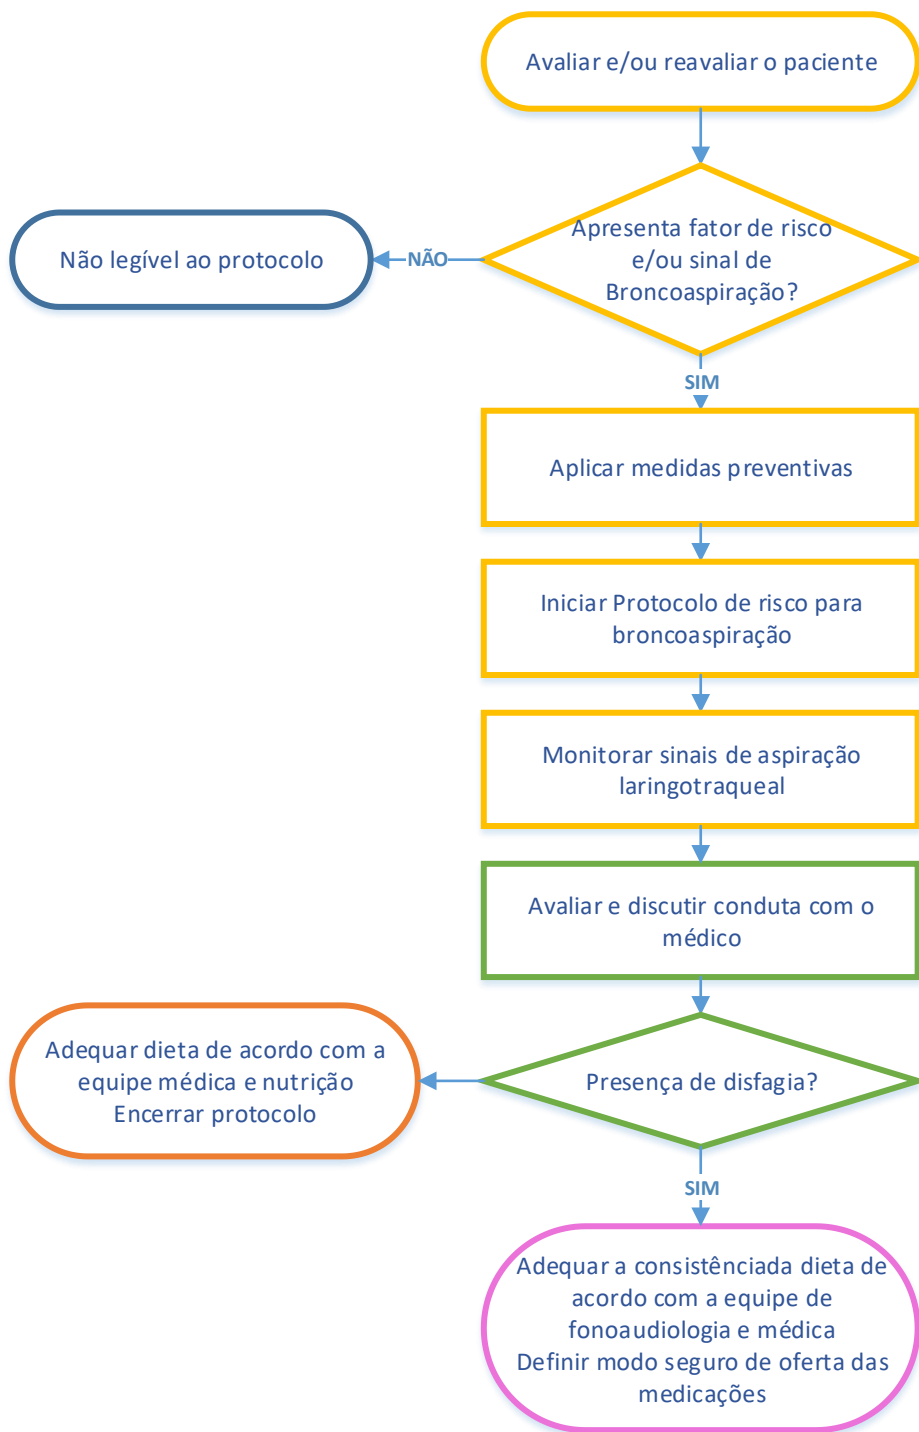 Avaliar e/ou reavaliar o paciente
Apresenta fator de risco
e/ou sinal de
Broncoaspiração?
NÃO
Não legível ao protocolo
SIM
Aplicar medidas preventivas
Iniciar Protocolo de risco para
broncoaspiração
Monitorar sinais de aspiração
laringotraqueal
Avaliar e discutir conduta com o
médico
Presença de disfagia?
Adequar dieta de acordo com a
equipe médica e nutrição
Encerrar protocolo
SIM
Adequar a consistênciada dieta de
acordo com a equipe de
fonoaudiologia e médica
Definir modo seguro de oferta das
medicações